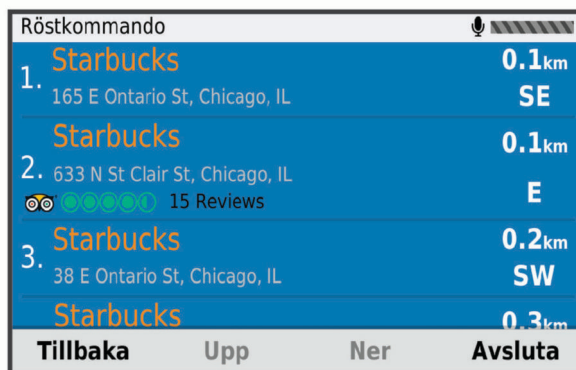 Röstkommando
1. Starbucks 0.1km
165 E Ontario St, Chicago, IL SE
2. Starbucks 0.1km
633 N St Clair St, Chicago, IL E
15 Reviews
3. Starbucks 0.2km
38 E Ontario St, Chicago, IL SW
Starbucks 0.3km
Tillbaka Upp Ner Avsluta